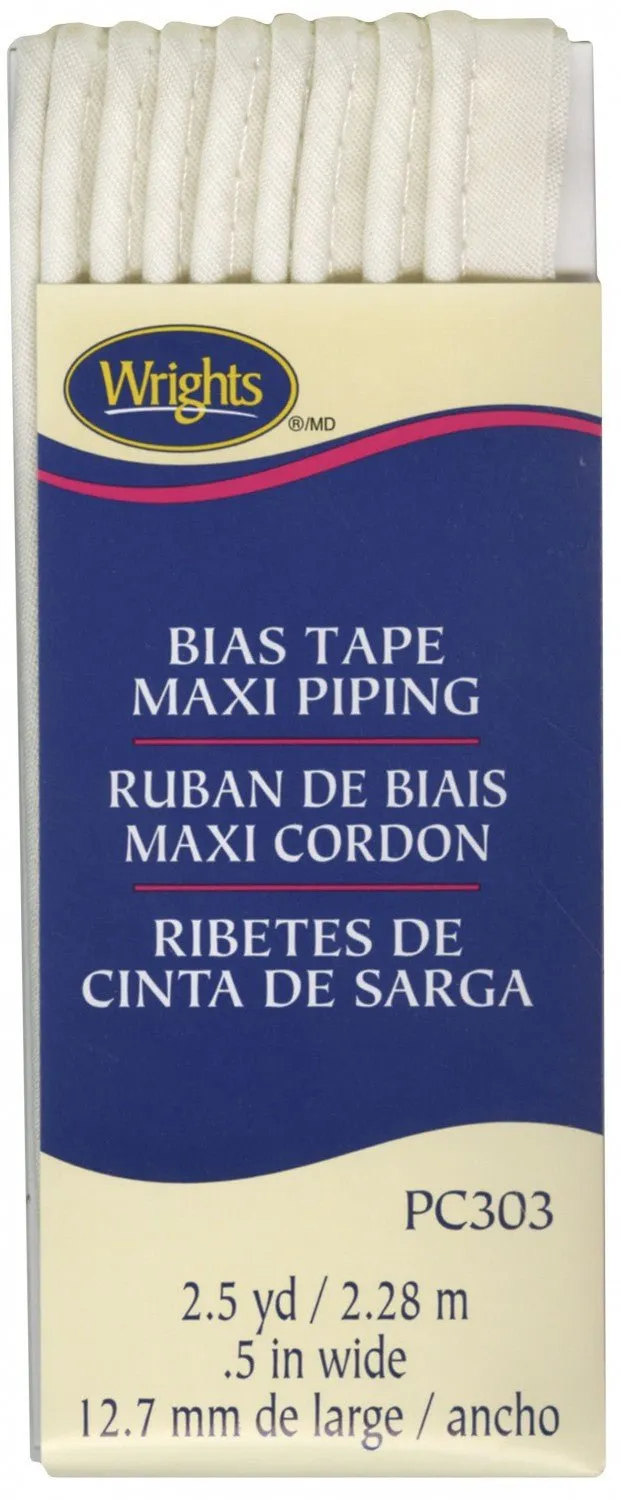 Wrights
®/MD
BIAS TAPE
MAXI PIPING
RUBAN DE BIAIS
MAXI CORDON
RIBETES DE
CINTA DE SARGA
PC303
2.5 yd / 2.28 m
.5 in wide
12.7 mm de large / ancho